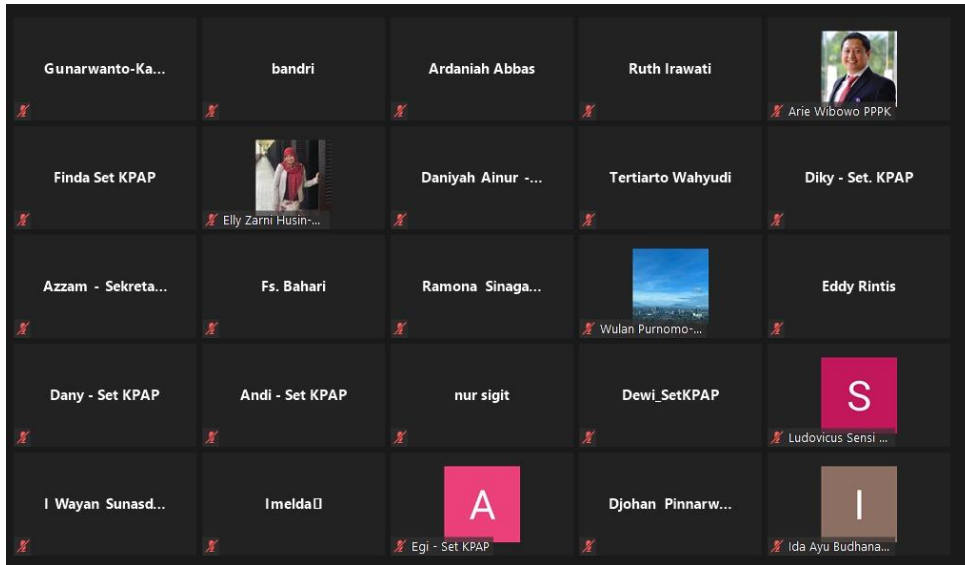 Gunarwanto-Ka...
bandri
Ardaniah Abbas
Ruth Irawati
Arie Wibowo PPPK
Finda Set KPAP
Elly Zarni Husin-...
Daniyah Ainur -...
Tertiarto Wahyudi
Diky - Set. KPAP
Azzam - Sekreta...
Fs. Bahari
Ramona Sinaga...
Wulan Purnomo-...
Eddy Rintis
Dany - Set KPAP
Andi - Set KPAP
nur sigit
Dewi_SetKPAP
S
Ludovicus Sensi ...
I Wayan Sunasd...
Imelda
A
Egi - Set KPAP
Djohan Pinnarw...
I
Ida Ayu Budhana...